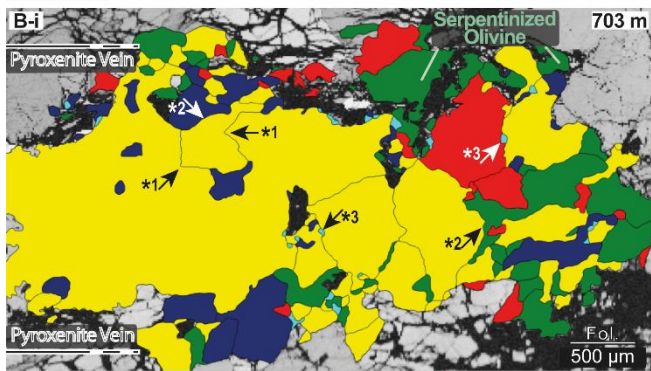 B-i
Serpentinized
Olivine
703 m
Pyroxenite Vein
*2
*1
*3
*1
*3
*2
Pyroxenite Vein
Fol.
500 µm